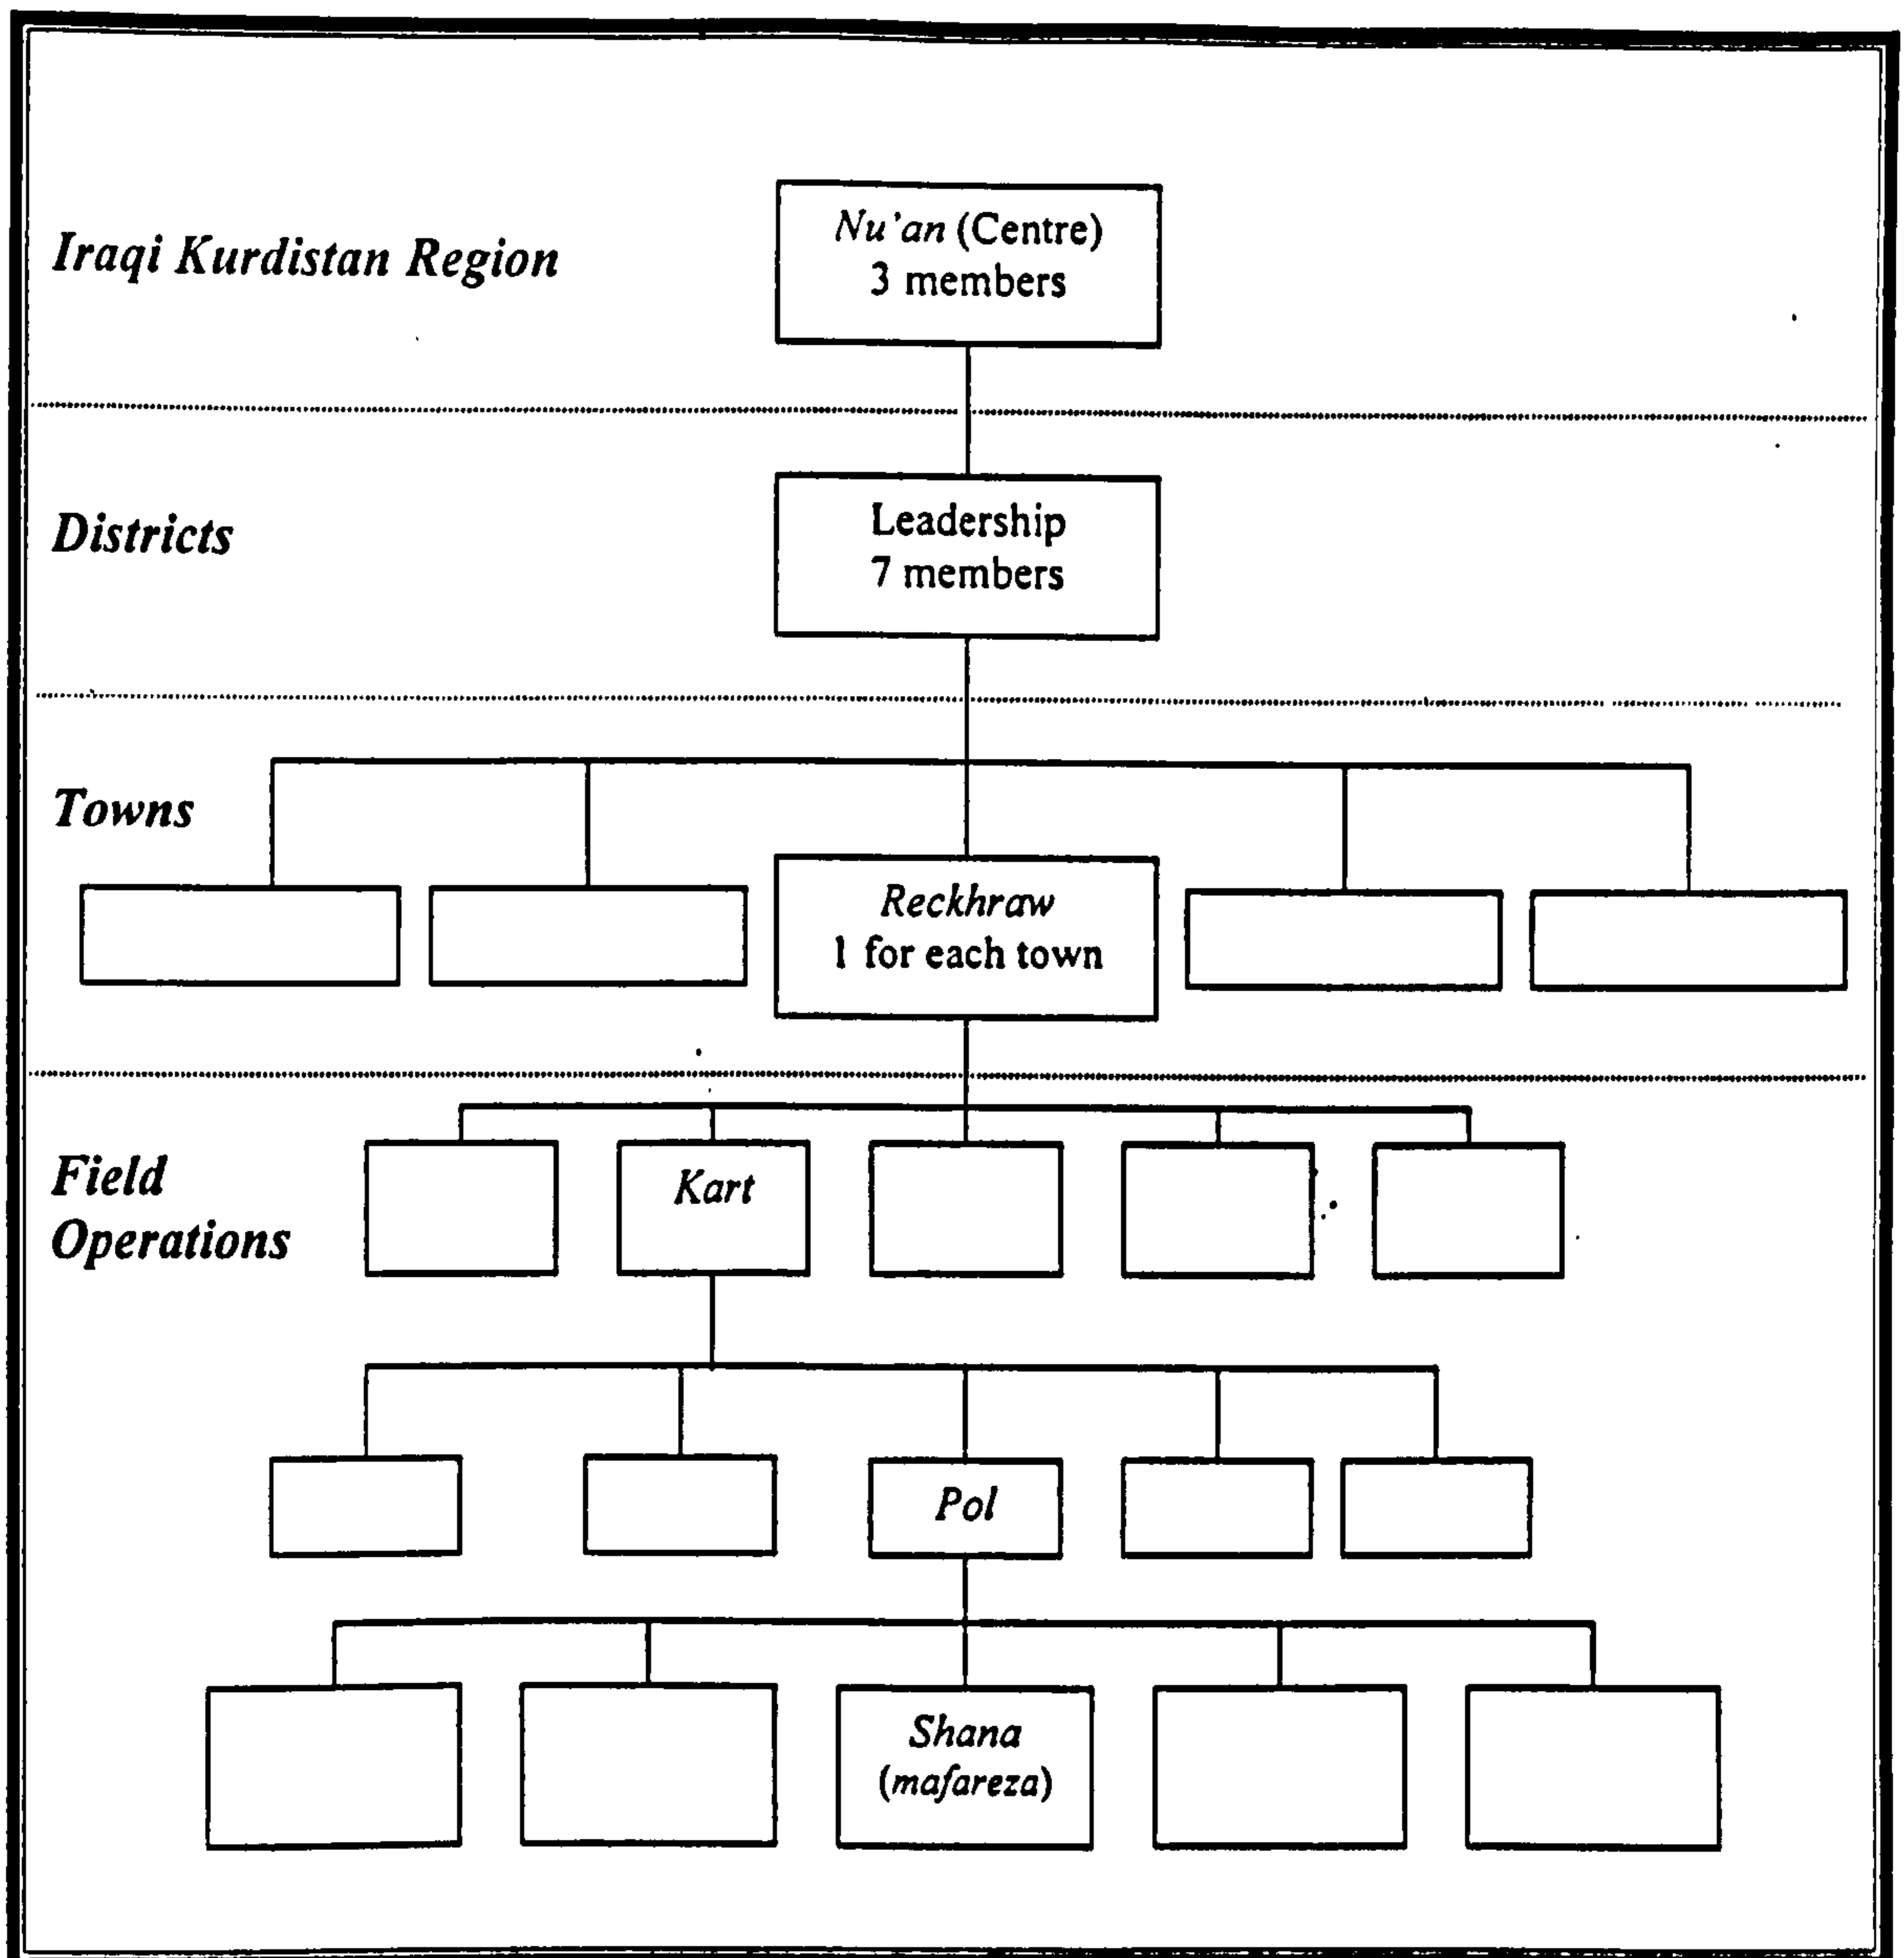 Iraqi Kurdistan Region
Nu'an (Centre)
3 members
Districts
Leadership
7 members
Towns
Reckhraw
1 for each town
Field
Operations
Kart
Pol
Shana
(mafareza)